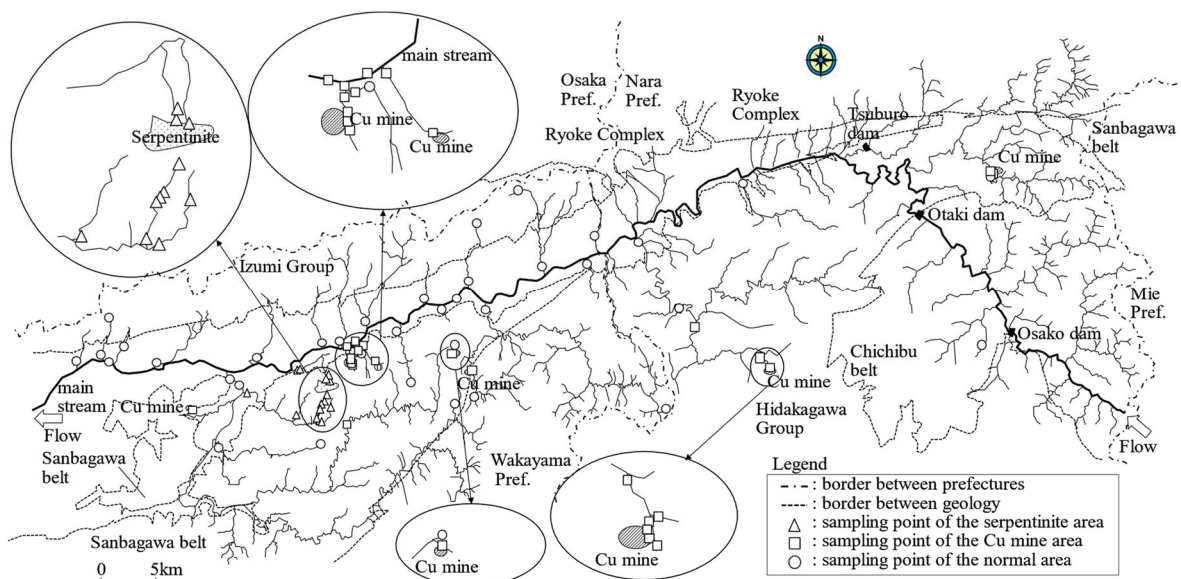 N
main stream
Osaka
Pref.
Nara
Pref.
Ryoke
Complex
Tsuburo
dam
Serpentinite
Cu mine
Cu mine
Ryoke Complex
Sanbagawa
belt
Cu mine
Otaki dam
Izumi Group
Mie
Pref.
Osako dam
Chichibu
belt
Cu mine
Cu mine
main
stream
Cu mine
Hidakagawa
Group
Flow
Flow
Sanbagawa
belt
Wakayama
Pref.
Sanbagawa belt
Cu mine
Cu mine
0 5km
Legend
: border between prefectures
: border between geology
: sampling point of the serpentinite area
: sampling point of the Cu mine area
: sampling point of the normal area